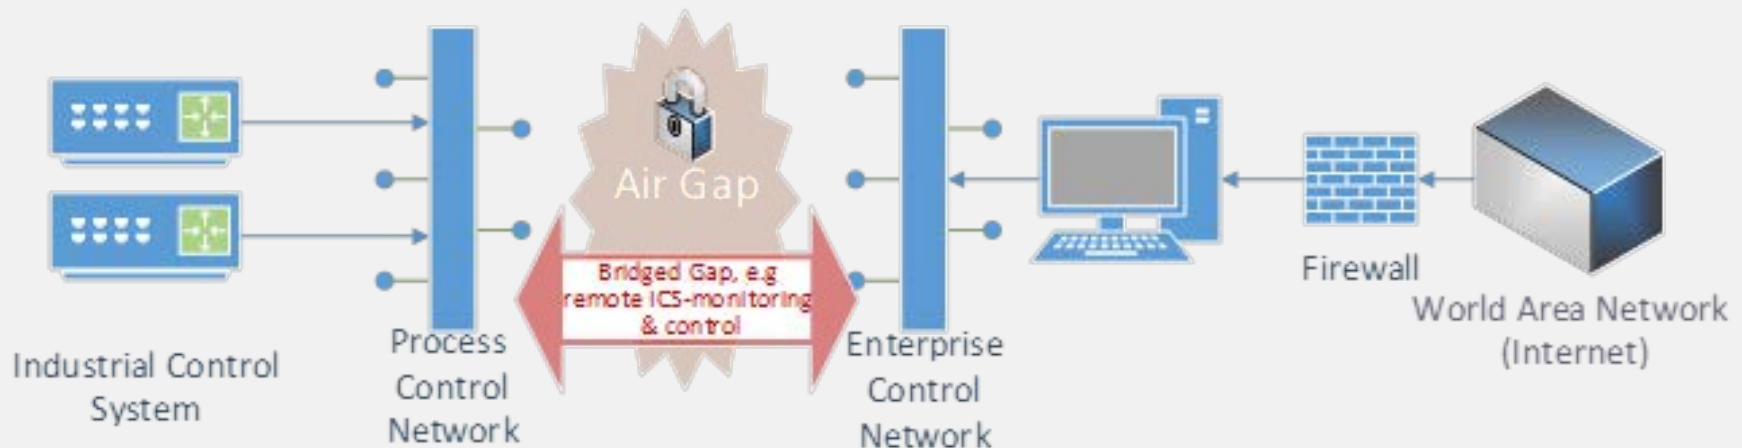 Air Gap
Bridged Gap, e.g
remote ICS-monitoring
& control
Industrial Control
System
Process
Control
Network
Enterprise
Control
Network
Firewall
World Area Network
(Internet)